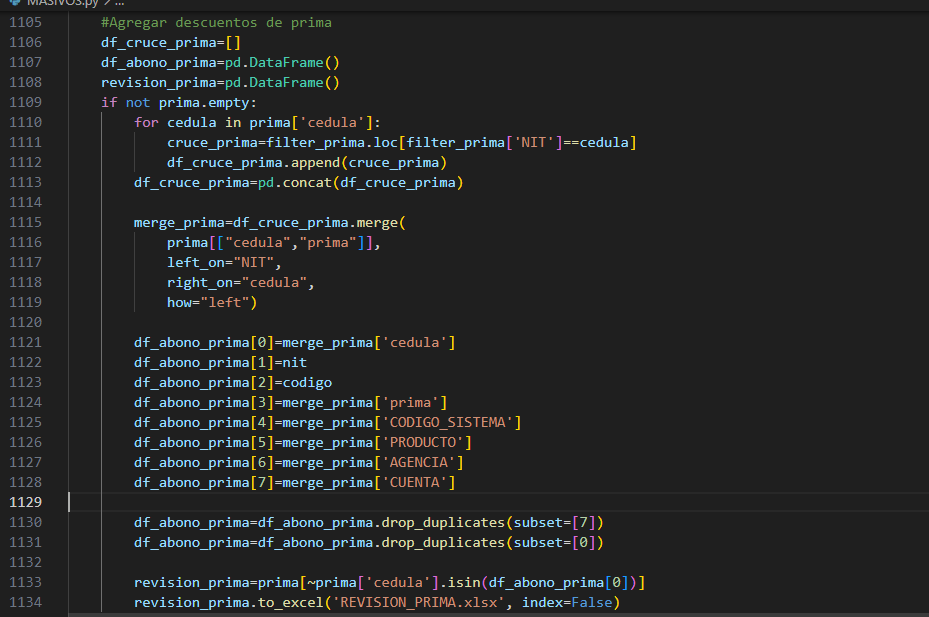 MASIVOS.py > ...
1105 #Agregar descuentos de prima
1106 df_cruce_prima=[]
1107 df_abono_prima=pd.DataFrame()
1108 revision_prima=pd.DataFrame()
1109 if not prima.empty:
1110 for cedula in prima['cedula']:
1111 cruce_prima=filter_prima.loc[filter_prima['NIT']==cedula]
1112 df_cruce_prima.append(cruce_prima)
1113 df_cruce_prima=pd.concat(df_cruce_prima)
1114
1115 merge_prima=df_cruce_prima.merge(
1116 prima[["cedula","prima"]],
1117 left_on="NIT",
1118 right_on="cedula",
1119 how="left")
1120
1121 df_abono_prima[0]=merge_prima['cedula']
1122 df_abono_prima[1]=nit
1123 df_abono_prima[2]=codigo
1124 df_abono_prima[3]=merge_prima['prima']
1125 df_abono_prima[4]=merge_prima['CODIGO_SISTEMA']
1126 df_abono_prima[5]=merge_prima['PRODUCTO']
1127 df_abono_prima[6]=merge_prima['AGENCIA']
1128 df_abono_prima[7]=merge_prima['CUENTA']
1129
1130 df_abono_prima=df_abono_prima.drop_duplicates(subset=[7])
1131 df_abono_prima=df_abono_prima.drop_duplicates(subset=[0])
1132
1133 revision_prima=prima[~prima['cedula'].isin(df_abono_prima[0])]
1134 revision_prima.to_excel('REVISION_PRIMA.xlsx', index=False)